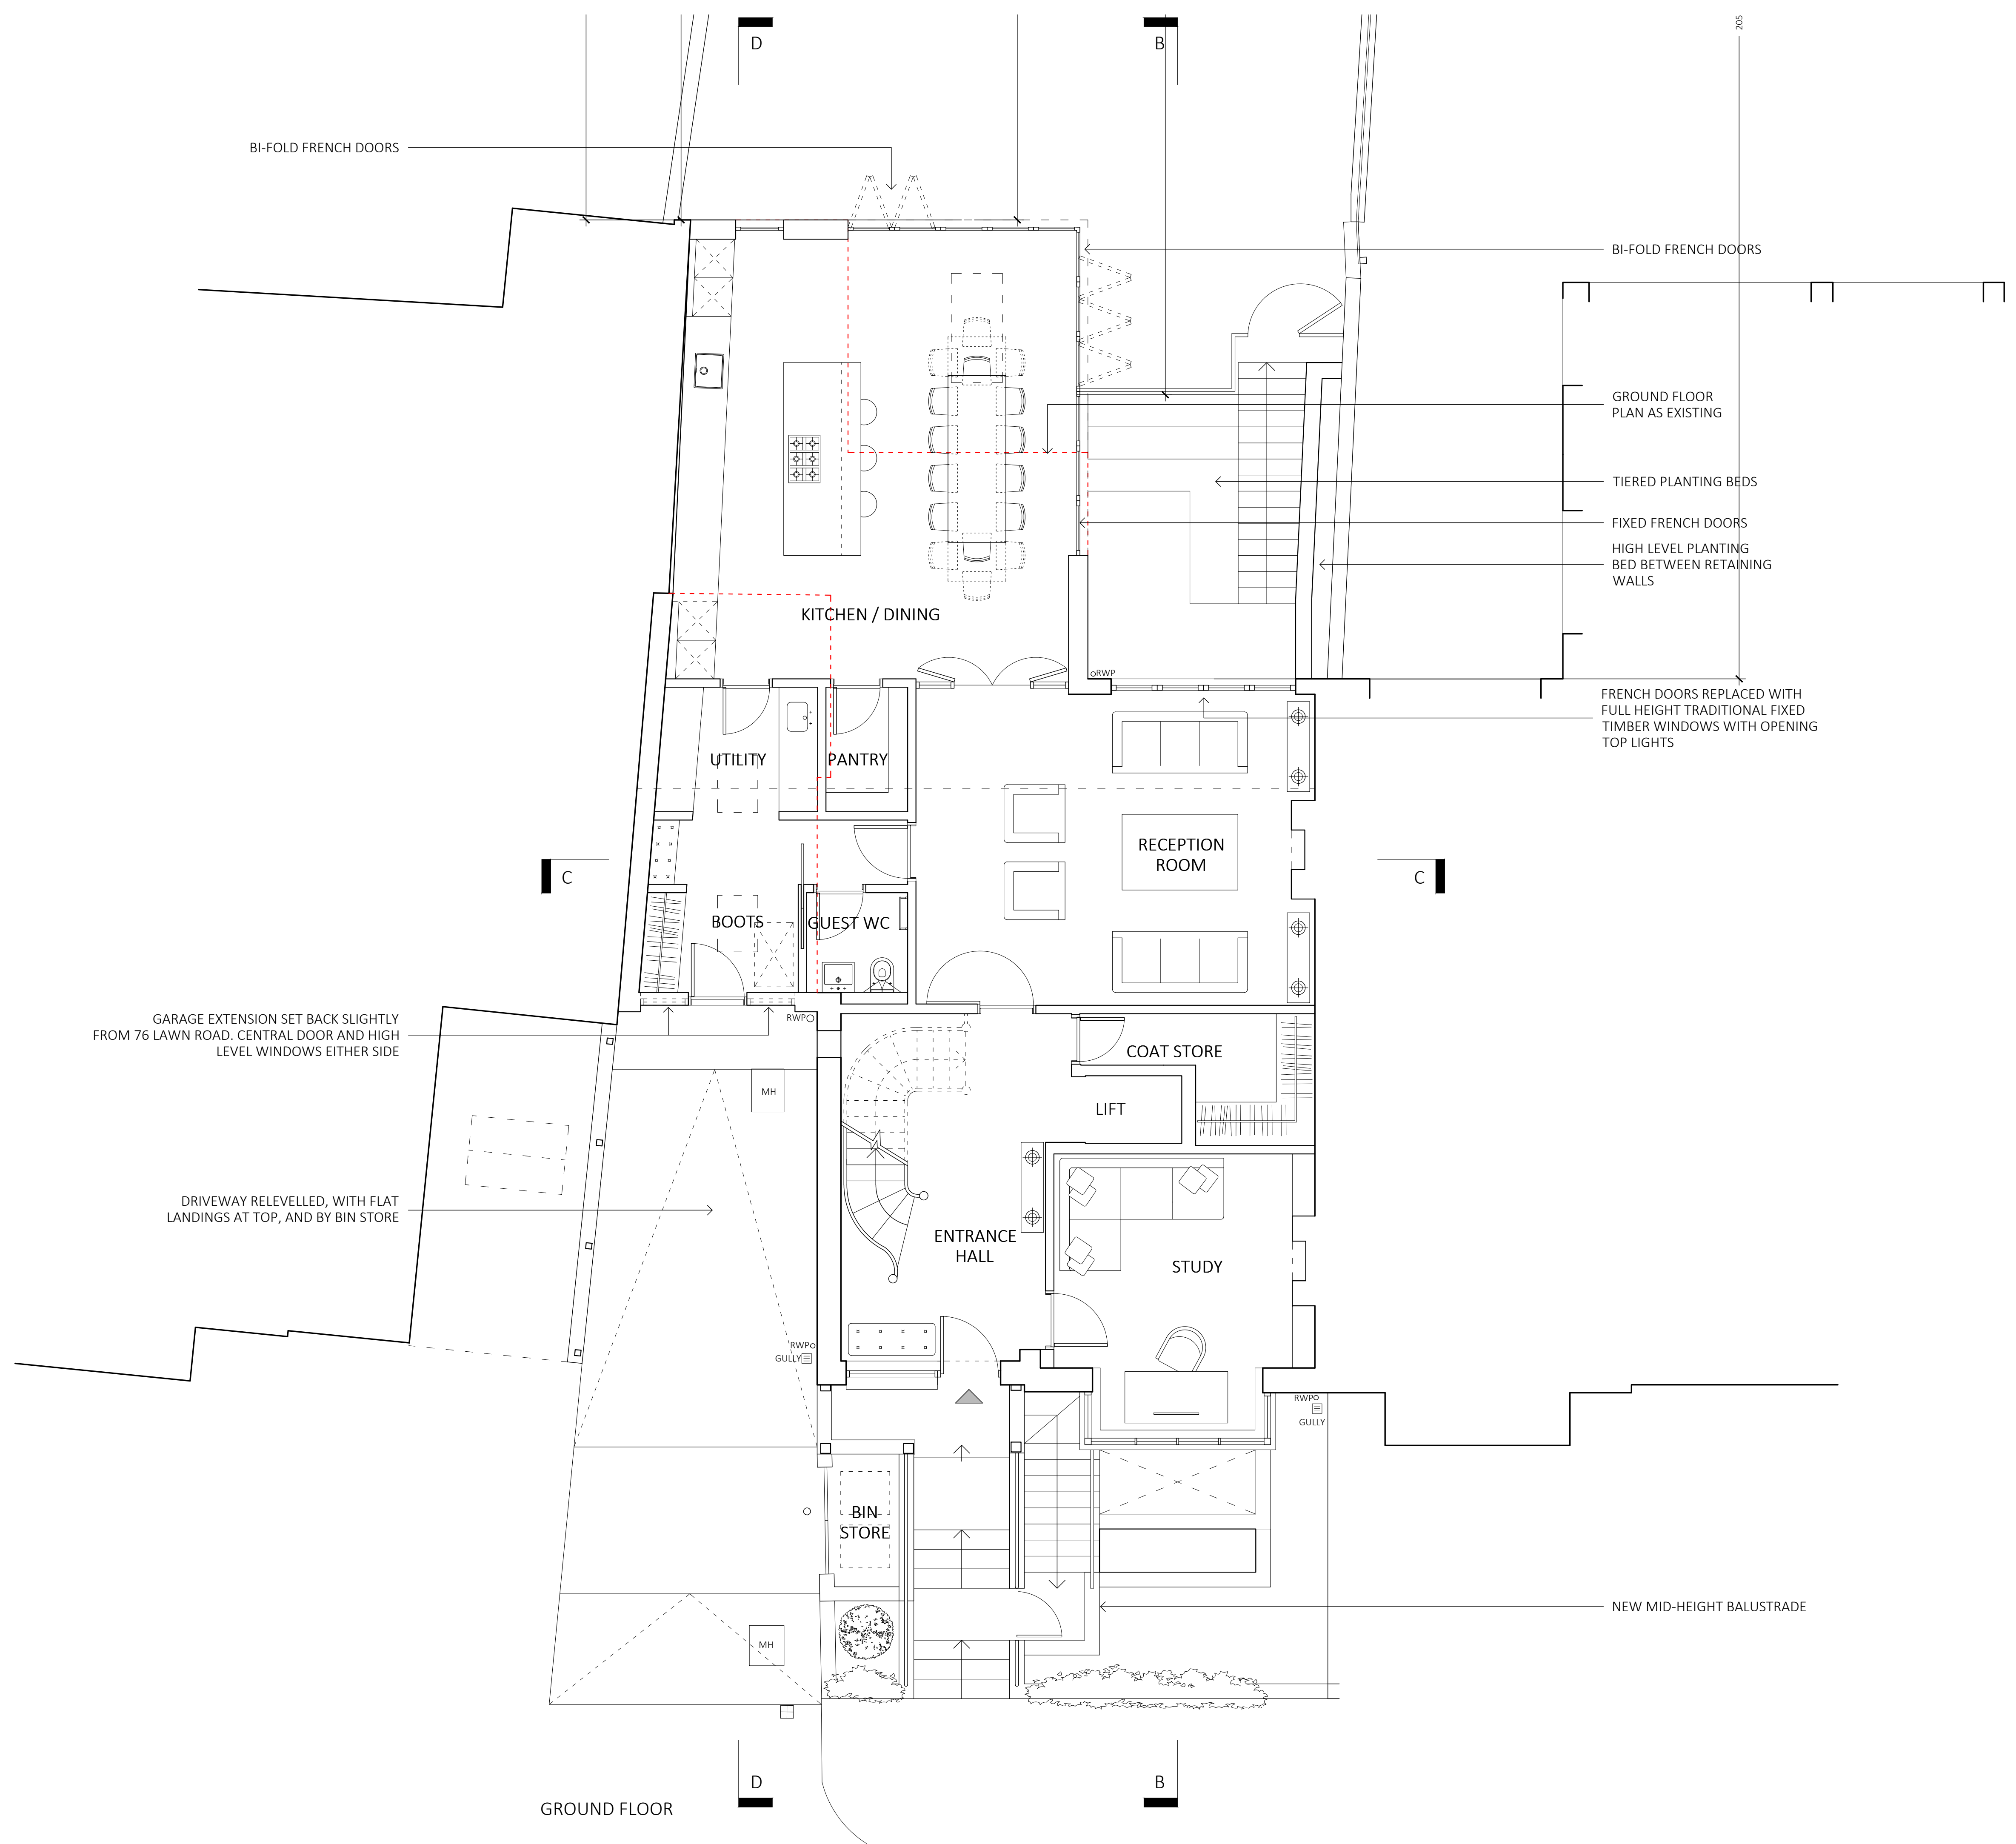 D
B
205
BI-FOLD FRENCH DOORS
BI-FOLD FRENCH DOORS
GROUND FLOOR
PLAN AS EXISTING
TIERED PLANTING BEDS
FIXED FRENCH DOORS
HIGH LEVEL PLANTING
BED BETWEEN RETAINING
WALLS
KITCHEN / DINING
RWP
FRENCH DOORS REPLACED WITH
FULL HEIGHT TRADITIONAL FIXED
TIMBER WINDOWS WITH OPENING
TOP LIGHTS
UTILITY
PANTRY
RECEPTION
ROOM
C
C
BOOTS
GUEST WC
GARAGE EXTENSION SET BACK SLIGHTLY
FROM 76 LAWN ROAD. CENTRAL DOOR AND HIGH
LEVEL WINDOWS EITHER SIDE
RWP
COAT STORE
MH
LIFT
DRIVEWAY RELEVELLED, WITH FLAT
LANDINGS AT TOP, AND BY BIN STORE
ENTRANCE
HALL
STUDY
RWP
GULLY
RWP
GULLY
BIN
STORE
NEW MID-HEIGHT BALUSTRADE
MH
D
B
GROUND FLOOR